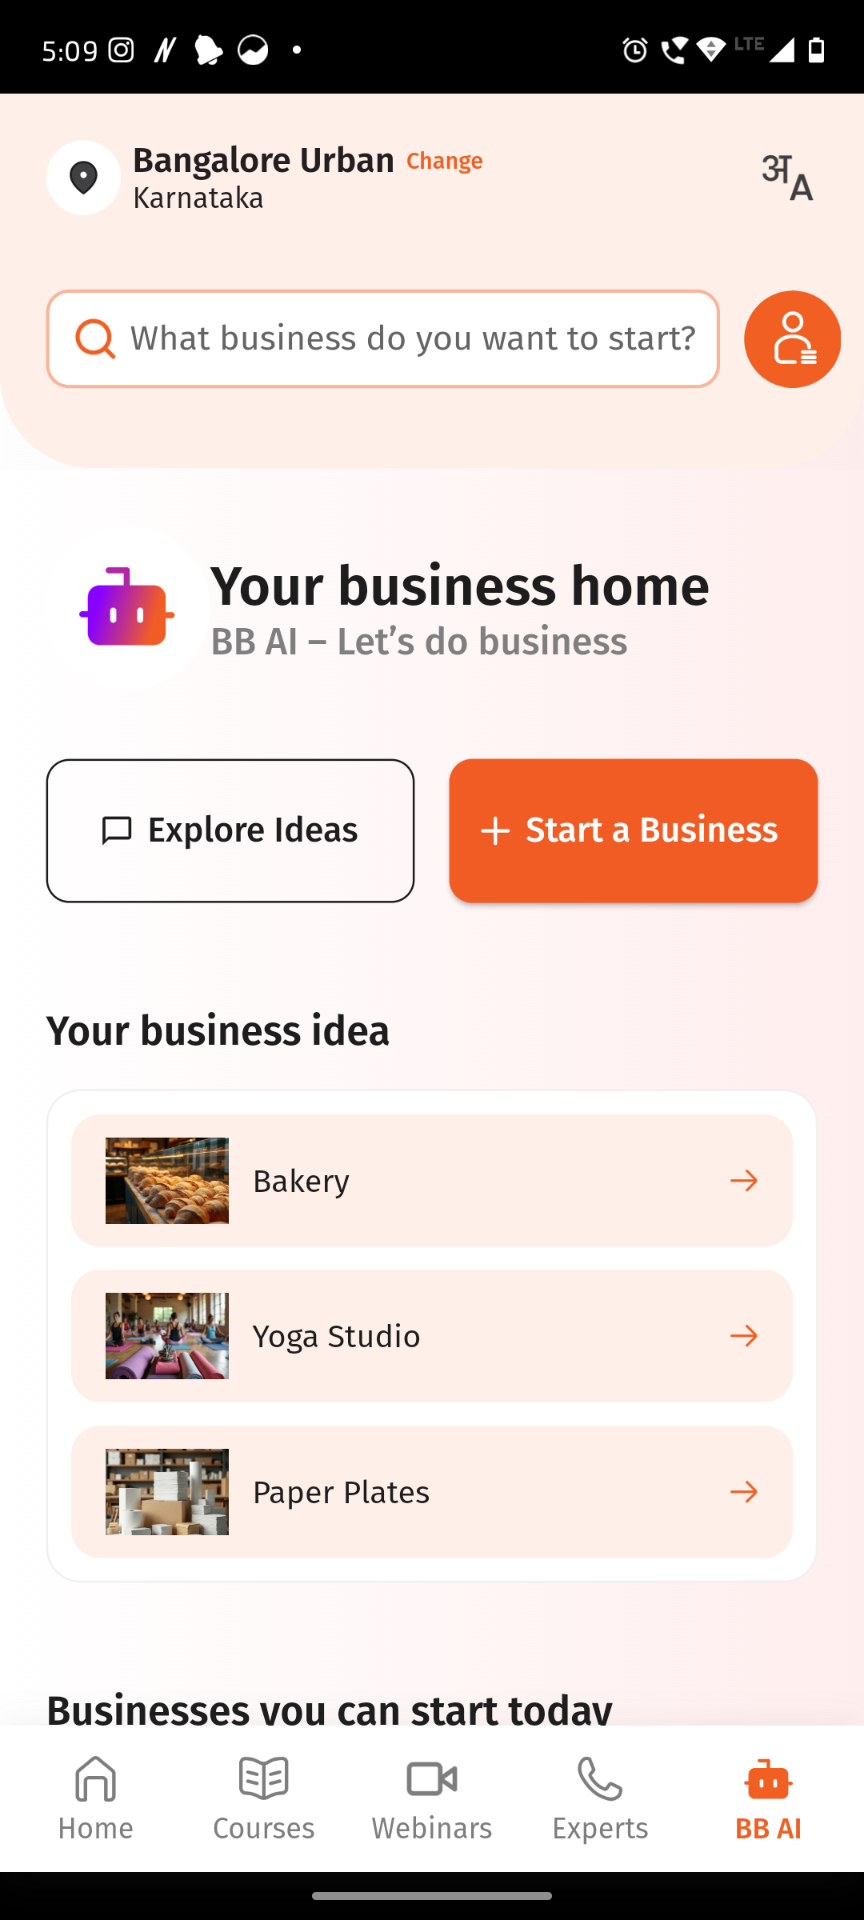 5:09
LTE
Bangalore Urban Change
Karnataka
अA
What business do you want to start?
Your business home
BB AI – Let’s do business
Explore Ideas
Start a Business
Your business idea
Bakery
Yoga Studio
Paper Plates
Businesses you can start today
Home
Courses
Webinars
Experts
BB AI